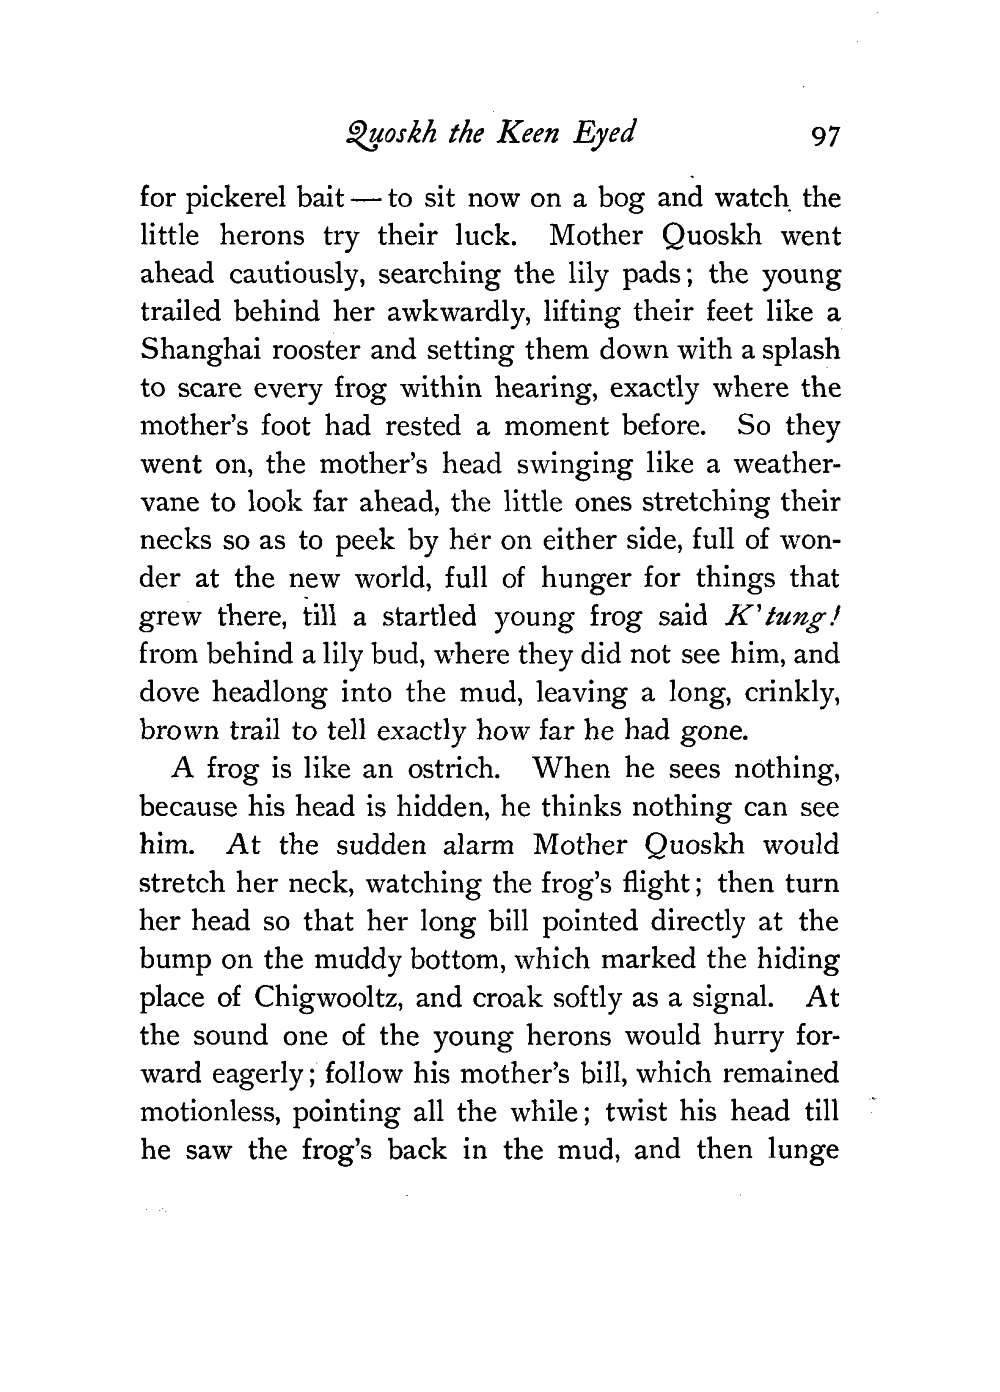 Quoskh the Keen Eyed 97
for pickerel bait — to sit now on a bog and watch the
little herons try their luck. Mother Quoskh went
ahead cautiously, searching the lily pads; the young
trailed behind her awkwardly, lifting their feet like a
Shanghai rooster and setting them down with a splash
to scare every frog within hearing, exactly where the
mother's foot had rested a moment before. So they
went on, the mother's head swinging like a weather-
vane to look far ahead, the little ones stretching their
necks so as to peek by her on either side, full of won-
der at the new world, full of hunger for things that
grew there, till a startled young frog said K'tung!
from behind a lily bud, where they did not see him, and
dove headlong into the mud, leaving a long, crinkly,
brown trail to tell exactly how far he had gone.
A frog is like an ostrich. When he sees nothing,
because his head is hidden, he thinks nothing can see
him. At the sudden alarm Mother Quoskh would
stretch her neck, watching the frog's flight; then turn
her head so that her long bill pointed directly at the
bump on the muddy bottom, which marked the hiding
place of Chigwooltz, and croak softly as a signal. At
the sound one of the young herons would hurry for-
ward eagerly; follow his mother's bill, which remained
motionless, pointing all the while; twist his head till
he saw the frog's back in the mud, and then lunge